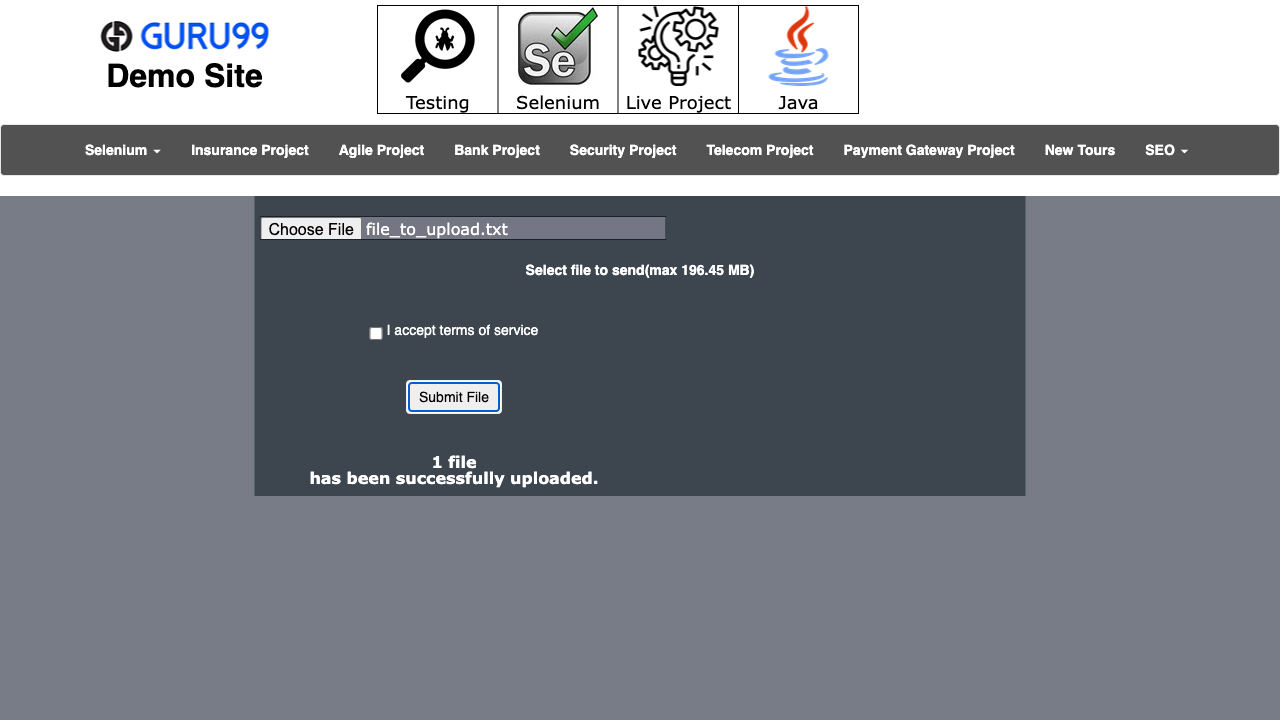 GURU99
Demo Site
Testing
Se
Selenium
Live Project
Java
Selenium
Insurance Project
Agile Project
Bank Project
Security Project
Telecom Project
Payment Gateway Project
New Tours
SEO
Choose File file_to_upload.txt
Select file to send(max 196.45 MB)
I accept terms of service
Submit File
1 file
has been successfully uploaded.